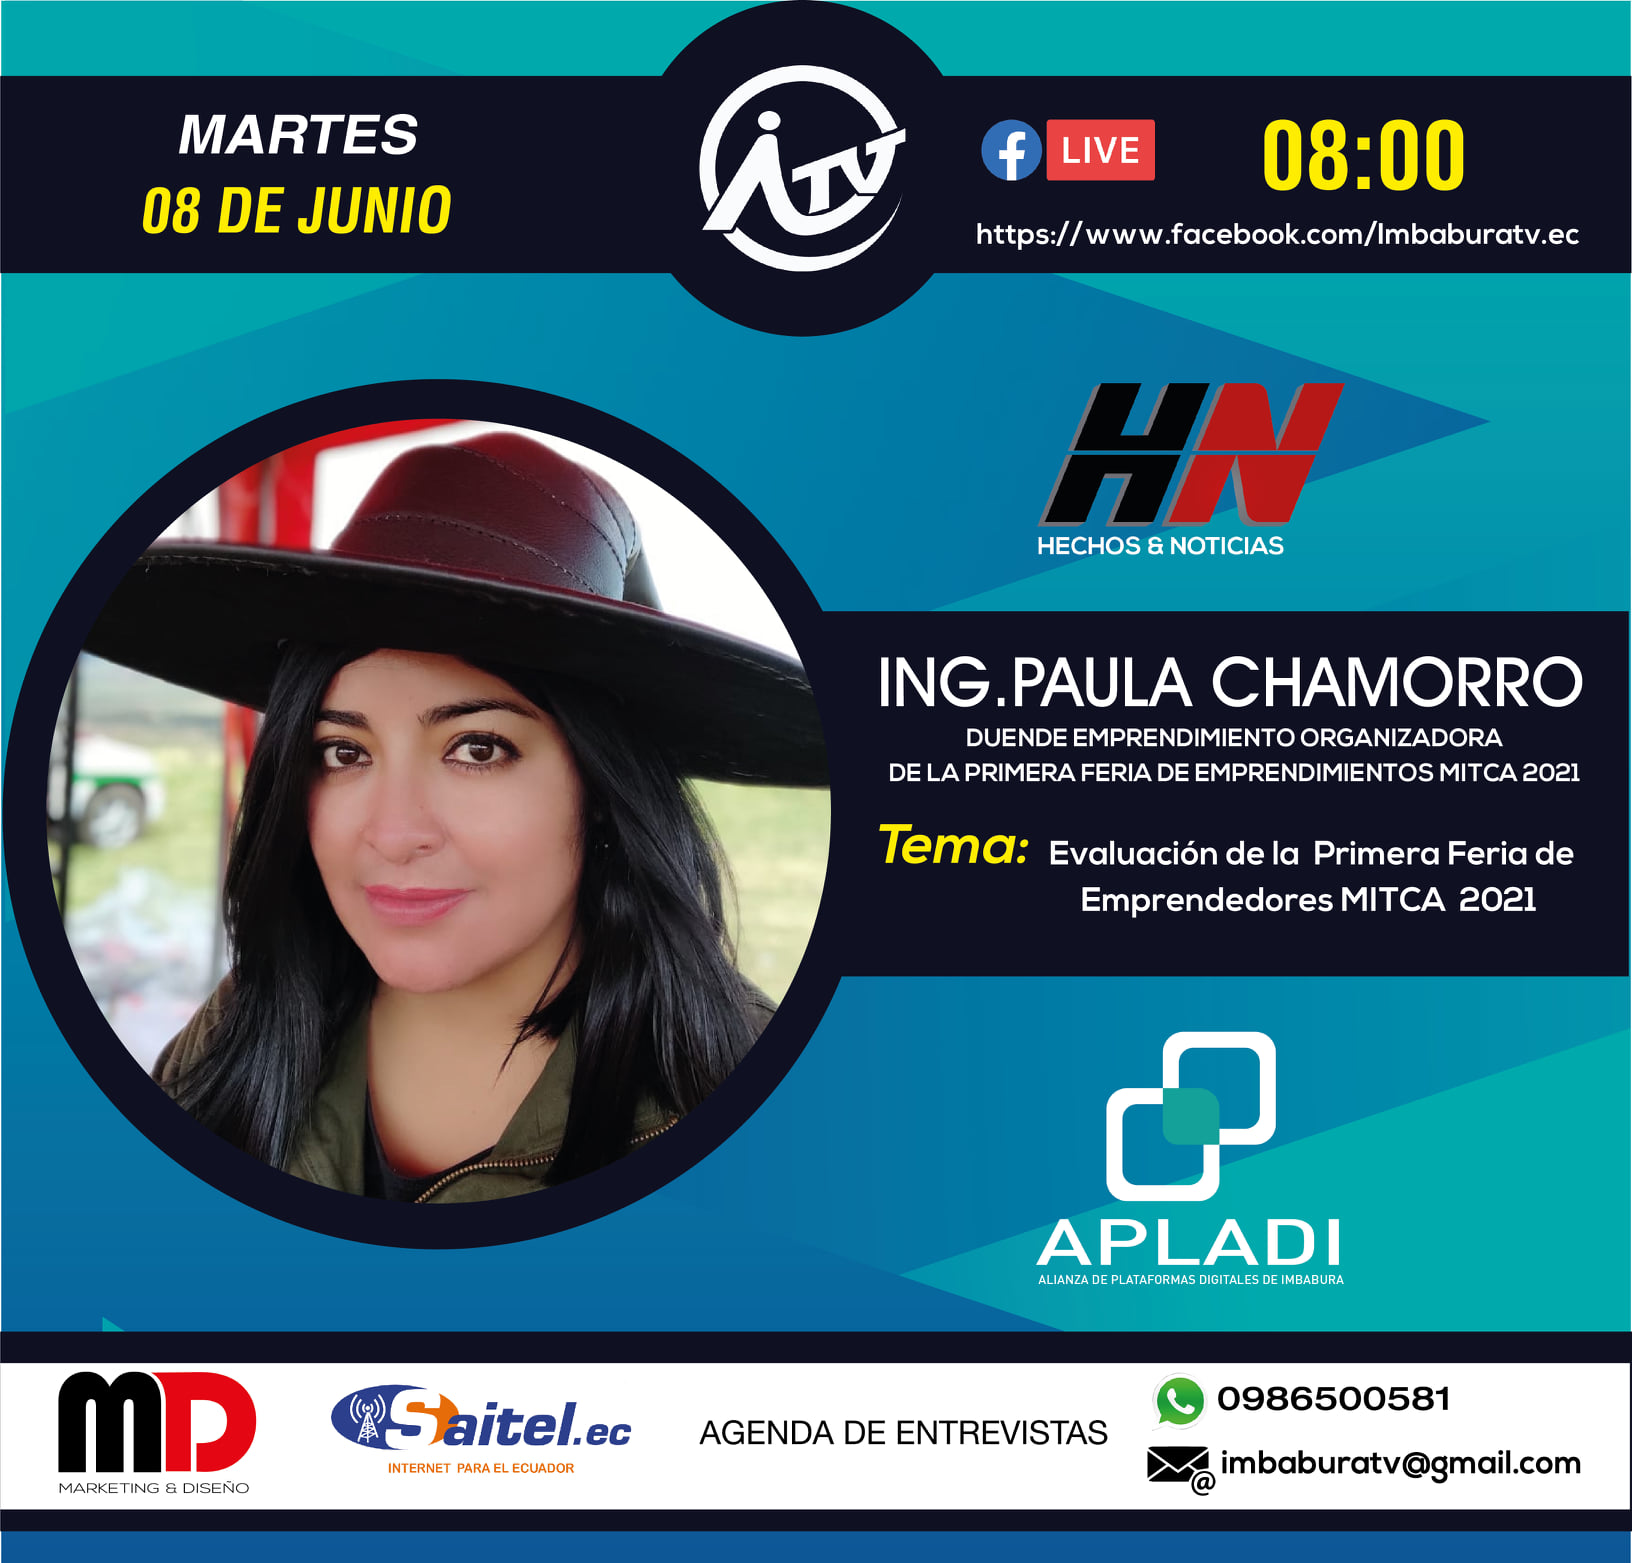 MARTES
08 DE JUNIO
iTV
f LIVE
08:00
https://www.facebook.com/Imbaburatv.ec
HN
HECHOS & NOTICIAS
ING.PAULA CHAMORRO
DUENDE EMPRENDIMIENTO ORGANIZADORA
DE LA PRIMERA FERIA DE EMPRENDIMIENTOS MITCA 2021
Tema: Evaluación de la Primera Feria de
Emprendedores MITCA 2021
APLADI
ALIANZA DE PLATAFORMAS DIGITALES DE IMBABURA
MD
MARKETING & DISEÑO
Saitel.ec
INTERNET PARA EL ECUADOR
AGENDA DE ENTREVISTAS
0986500581
@ imbaburatv@gmail.com